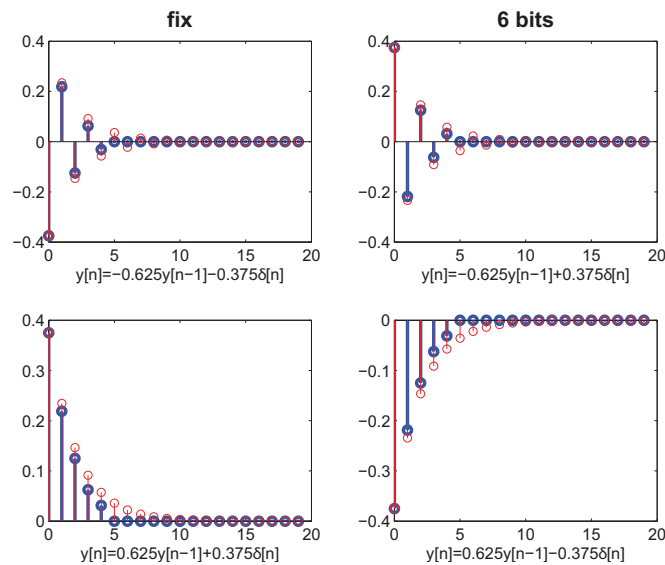 fix
6 bits
0.4
0.2
0
−0.2
−0.4
0 5 10 15 20
y[n]=−0.625y[n−1]−0.375δ[n]
0.4
0.2
0
−0.2
−0.4
0 5 10 15 20
y[n]=−0.625y[n−1]+0.375δ[n]
0.4
0.3
0.2
0.1
0
0 5 10 15 20
y[n]=0.625y[n−1]+0.375δ[n]
0
−0.1
−0.2
−0.3
−0.4
0 5 10 15 20
y[n]=0.625y[n−1]−0.375δ[n]